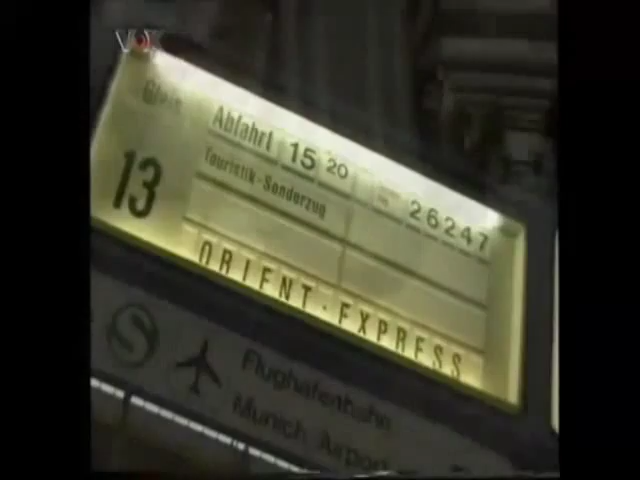 VOX
Gleis
Abfahrt 15 20
26247
13
Touristik-Sonderzug
ORIENT-EXPRESS
S
Flughafenbahn
Munich Airport